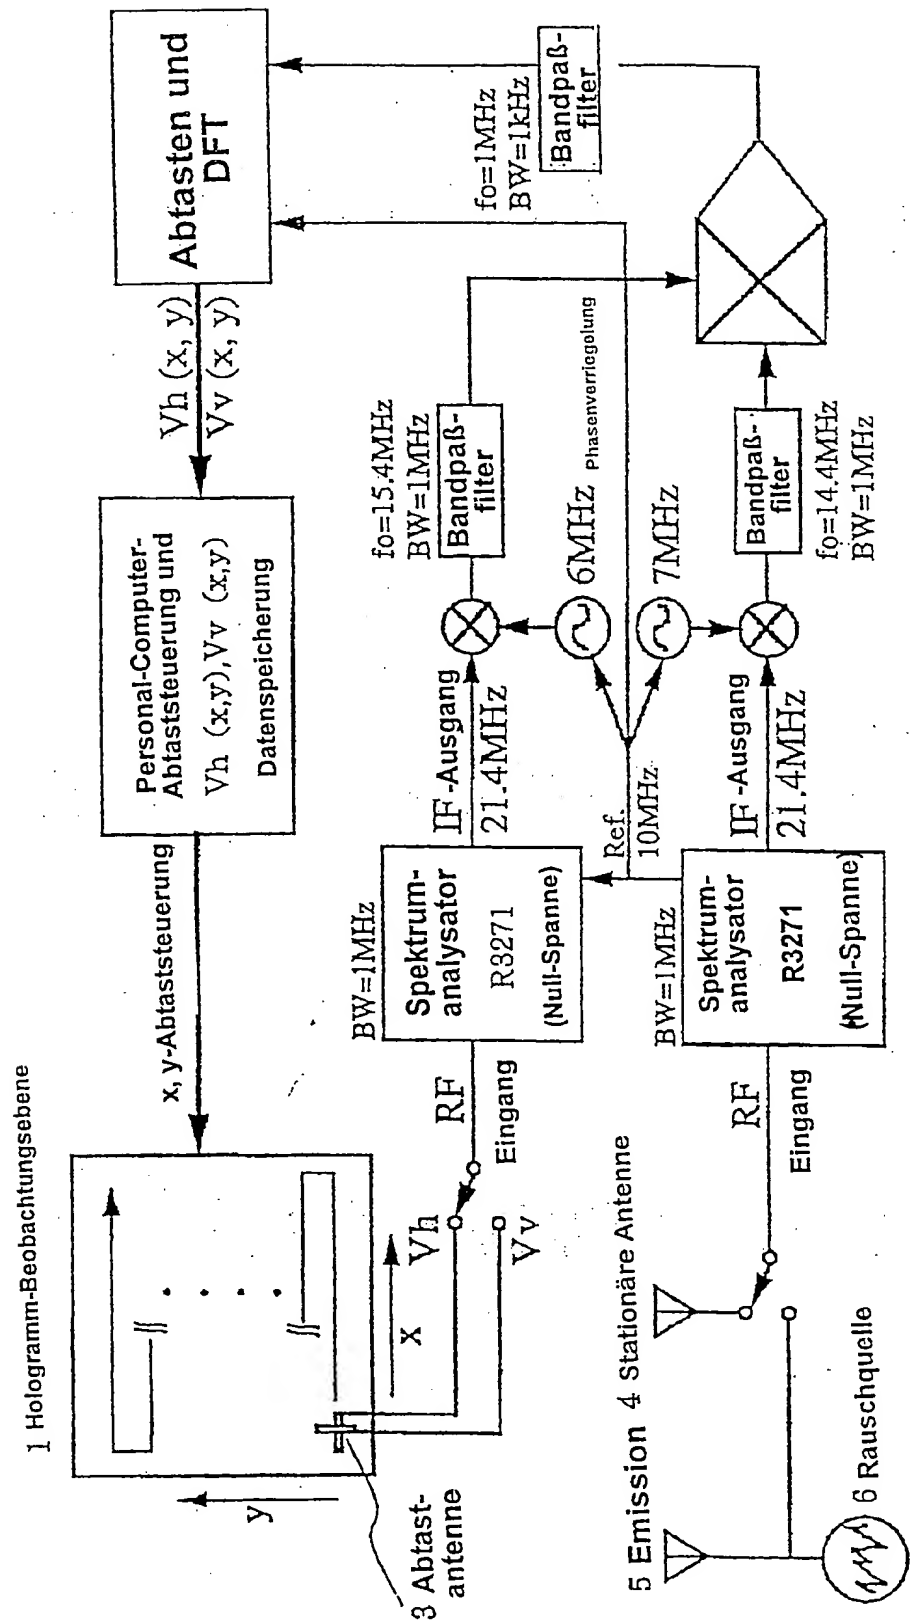 1 Hologramm-Beobachtungsebene
y
3 Abtast-
antenne
x
Vh
Vv
x, y-Abtaststeuerung
Personal-Computer-
Abtaststeuerung und
Vh (x,y),Vv (x,y)
Datenspeicherung
Vh (x, y)
Vv (x, y)
Abtasten und
DFT
RF
Eingang
BW=1MHz
Spektrum-
analysator
R3271
(Null-Spanne)
IF-Ausgang
21.4MHz
fo=15.4MHz
BW=1MHz
Bandpaß-
filter
6MHz
Phasenverriegelung
7MHz
Ref.
10MHz
fo=1MHz
BW=1kHz
Bandpaß-
filter
5 Emission
4 Stationäre Antenne
6 Rauschquelle
RF
Eingang
BW=1MHz
Spektrum-
analysator
R3271
(Null-Spanne)
IF-Ausgang
21.4MHz
Bandpaß-
filter
fo=14.4MHz
BW=1MHz